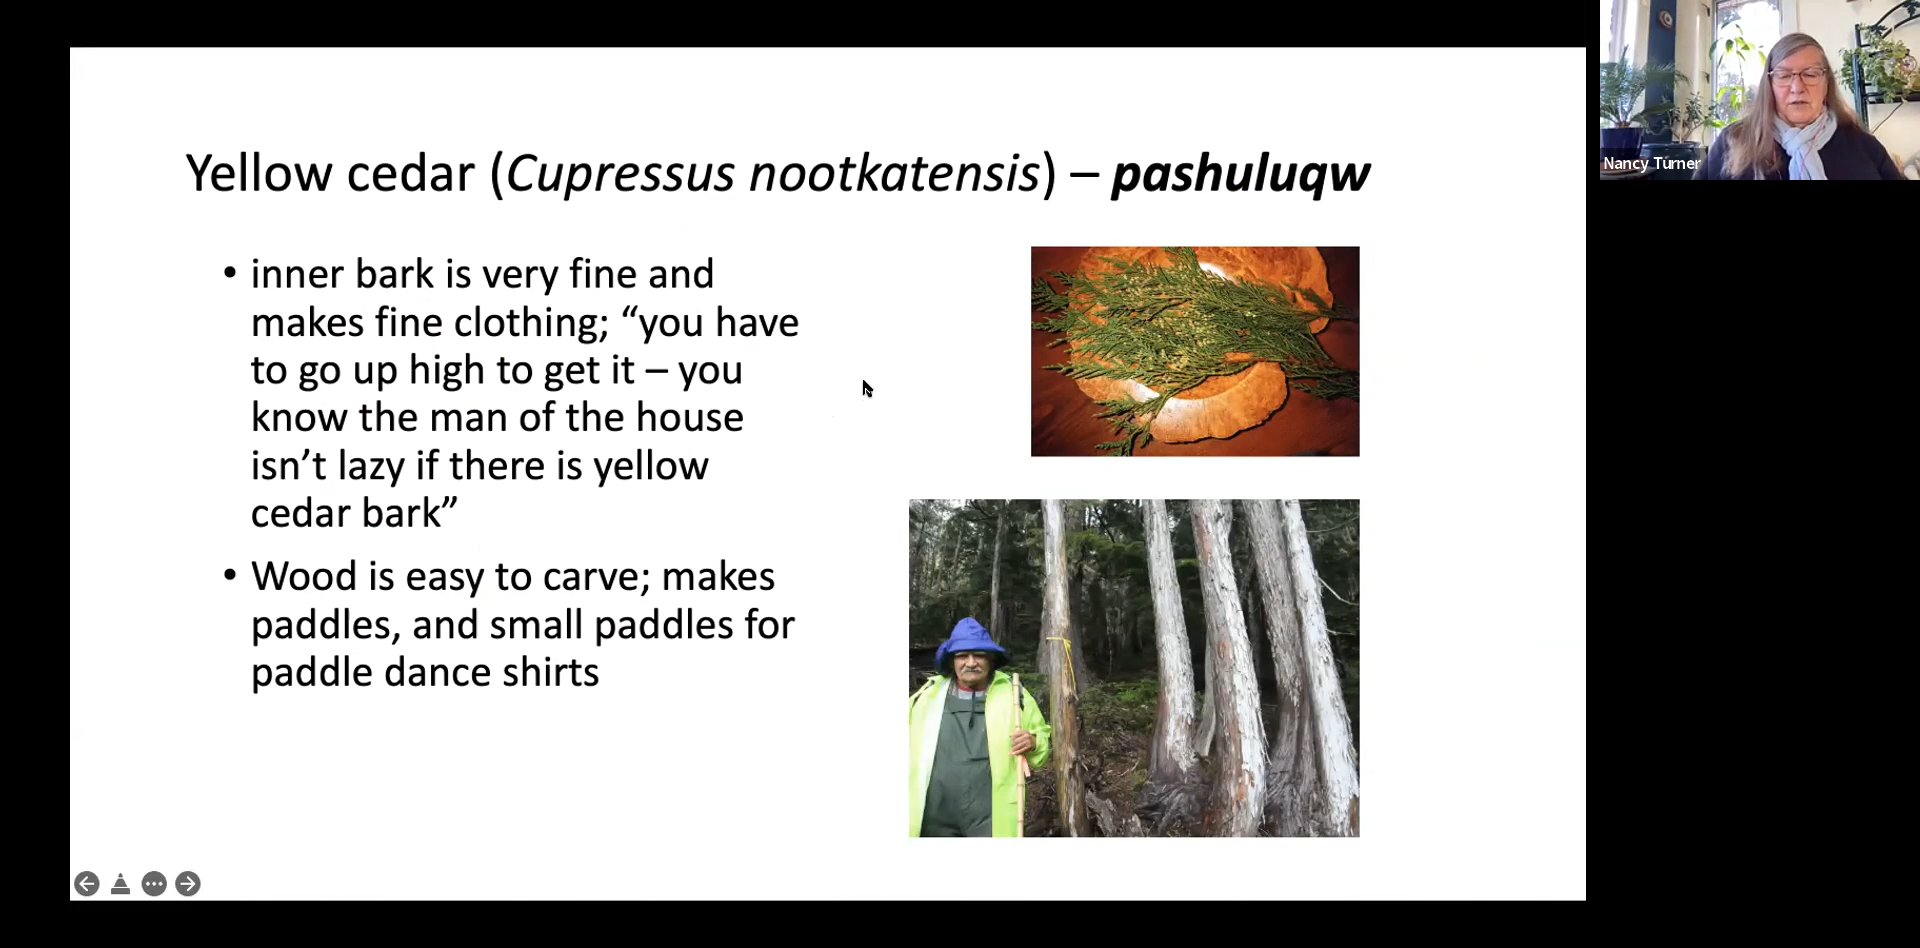 Yellow cedar (Cupressus nootkatensis) – pashuluqw
• inner bark is very fine and
makes fine clothing; “you have
to go up high to get it – you
know the man of the house
isn’t lazy if there is yellow
cedar bark”
• Wood is easy to carve; makes
paddles, and small paddles for
paddle dance shirts
Nancy Turner